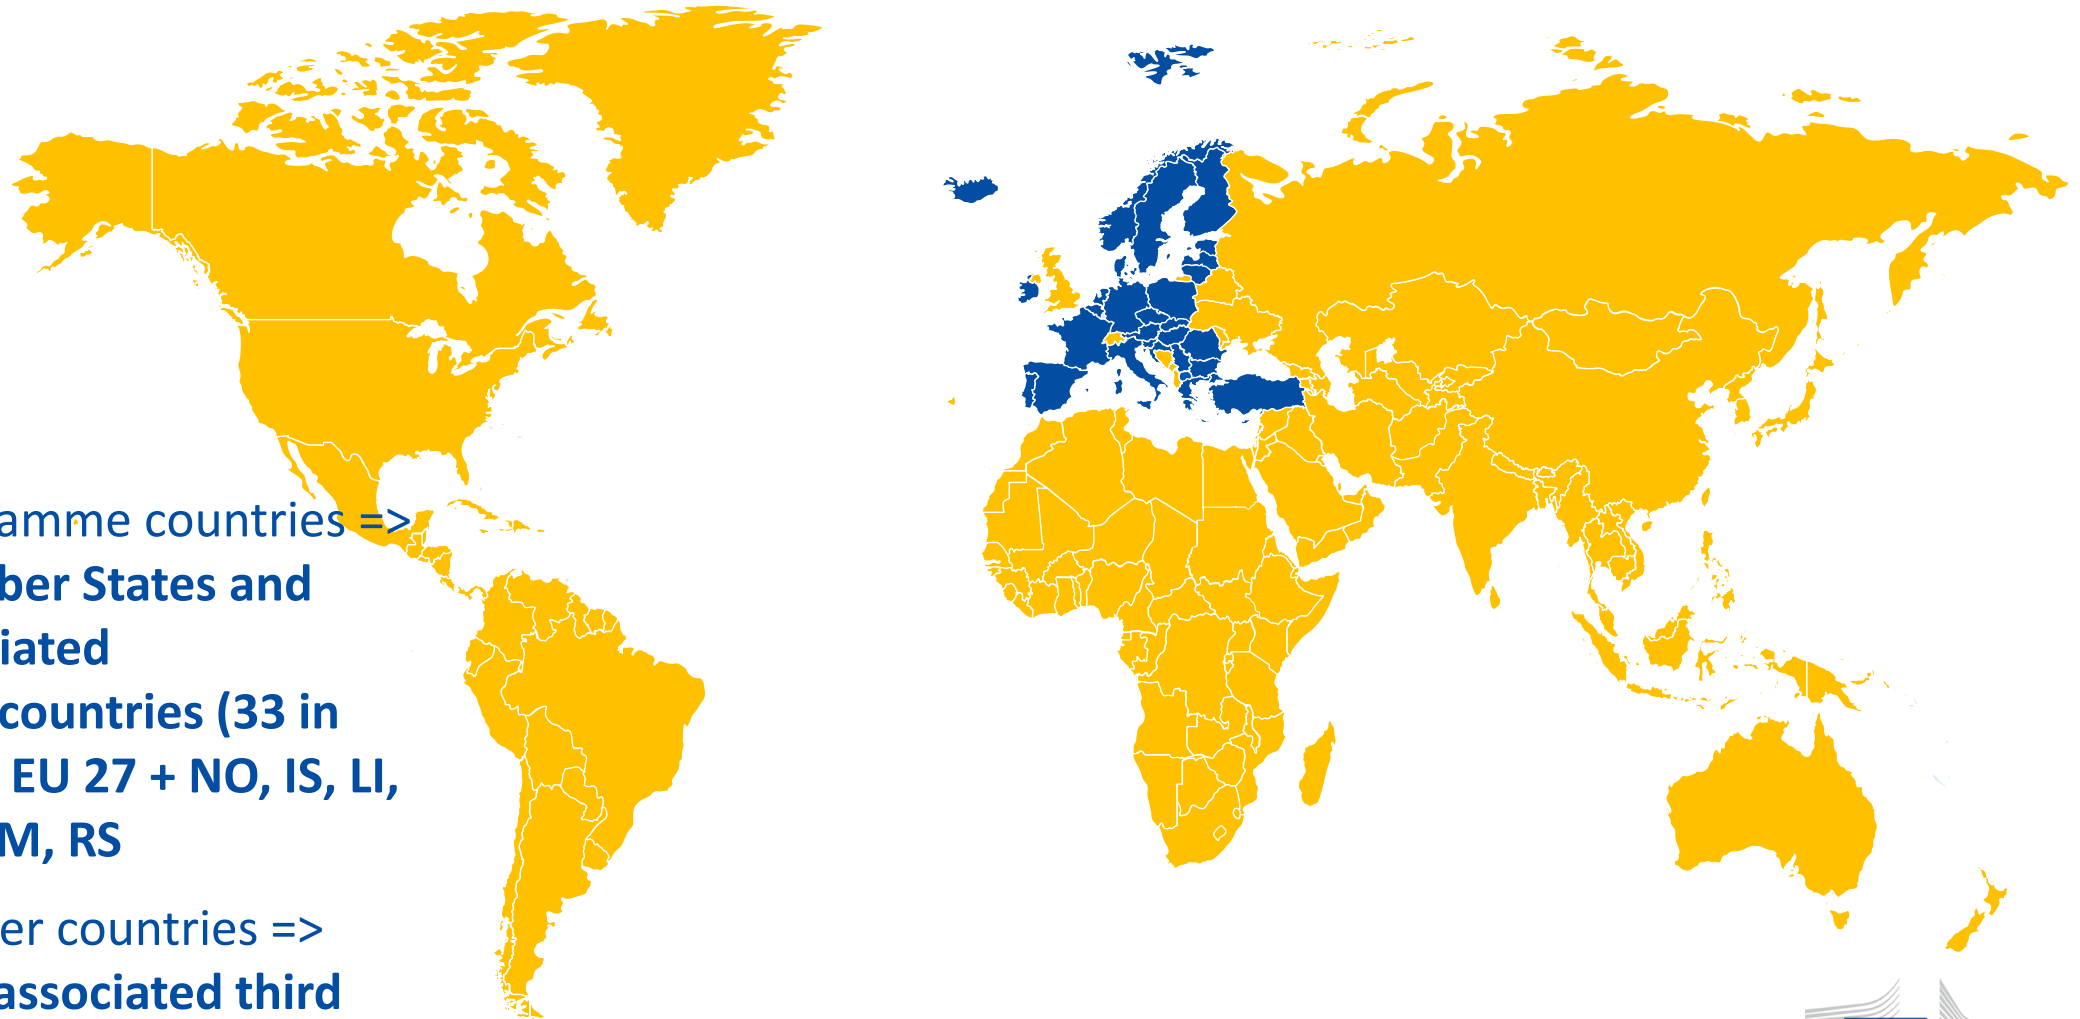 amme countries =>
ber States and
iated
countries (33 in
EU 27 + NO, IS, LI,
M, RS
er countries =>
associated third